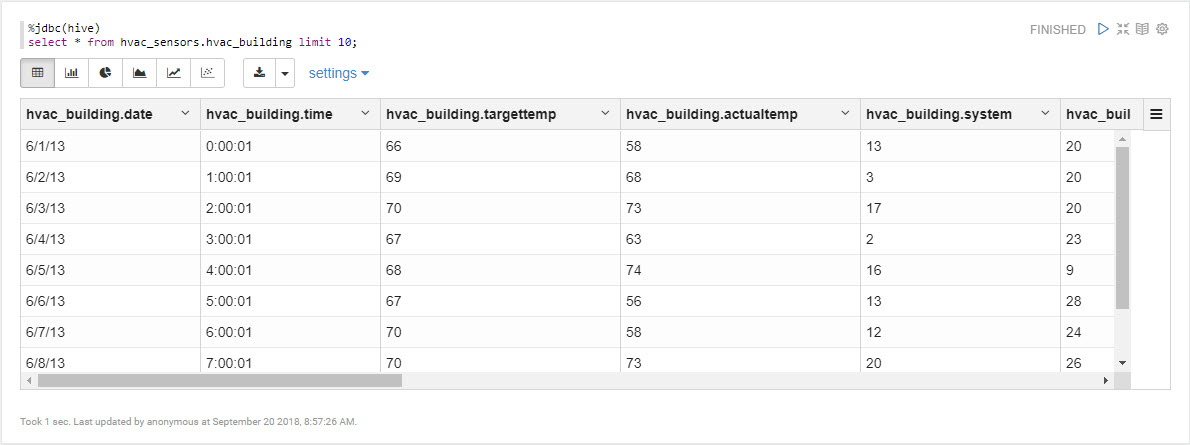 %jdbc(hive)
FINISHED
select * from hvac_sensors.hvac_building limit 10;
settings
hvac_building.date hvac_building.time hvac_building.targettemp hvac_building.actualtemp hvac_building.system hvac_buil
6/1/13 0:00:01 66 58 13 20
6/2/13 1:00:01 69 68 3 20
6/3/13 2:00:01 70 73 17 20
6/4/13 3:00:01 67 63 2 23
6/5/13 4:00:01 68 74 16 9
6/6/13 5:00:01 67 56 13 28
6/7/13 6:00:01 70 58 12 24
6/8/13 7:00:01 70 73 20 26
Took 1 sec. Last updated by anonymous at September 20 2018, 8:57:26 AM.